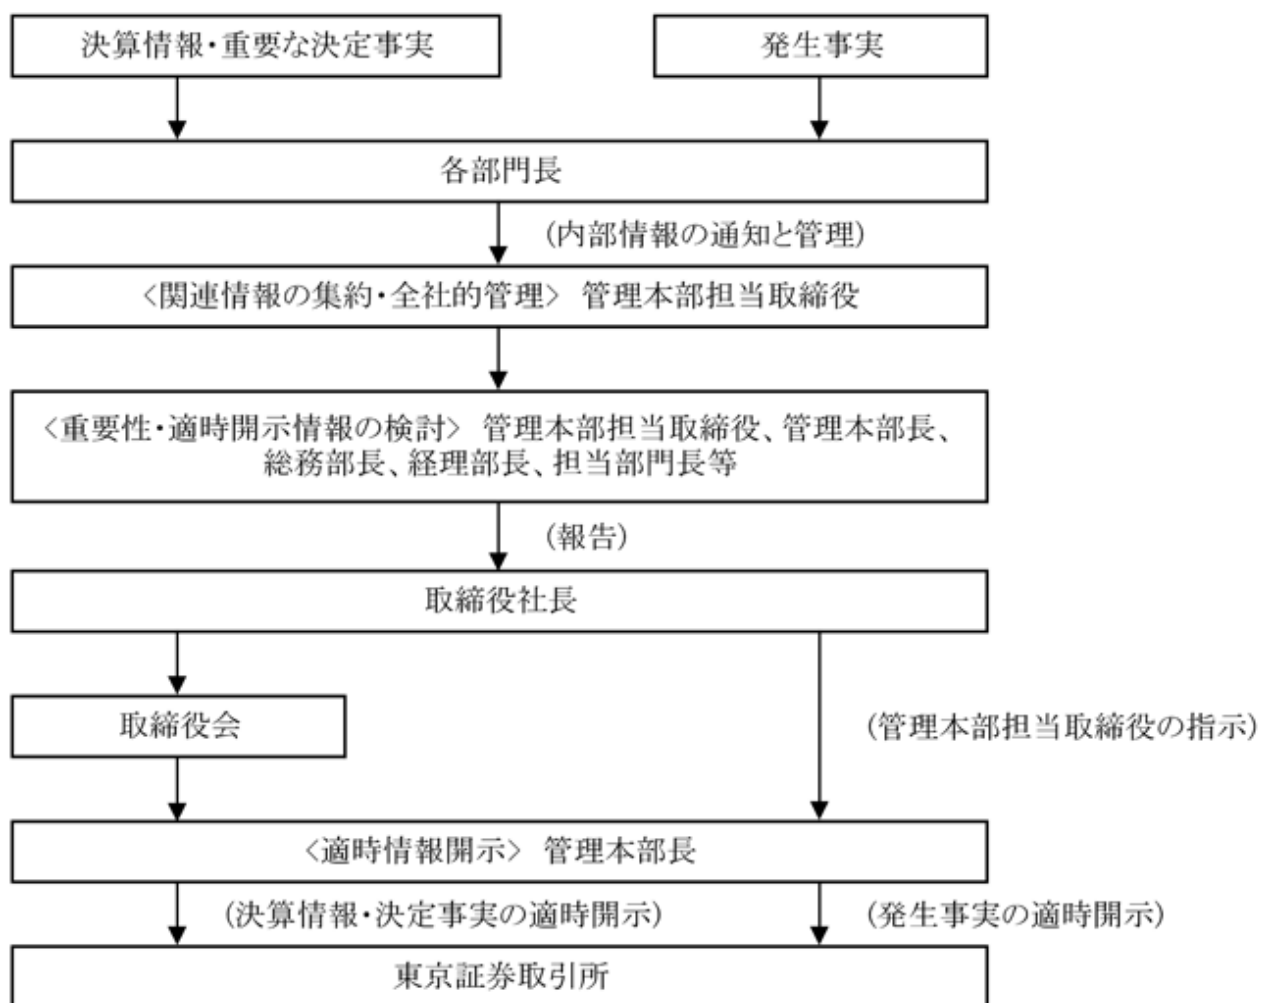 決算情報・重要な決定事実
発生事実
各部門長
(内部情報の通知と管理)
<関連情報の集約・全社的管理> 管理本部担当取締役
<重要性・適時開示情報の検討> 管理本部担当取締役、管理本部長、
総務部長、経理部長、担当部門長等
(報告)
取締役社長
取締役会
(管理本部担当取締役の指示)
<適時情報開示> 管理本部長
(決算情報・決定事実の適時開示)
(発生事実の適時開示)
東京証券取引所